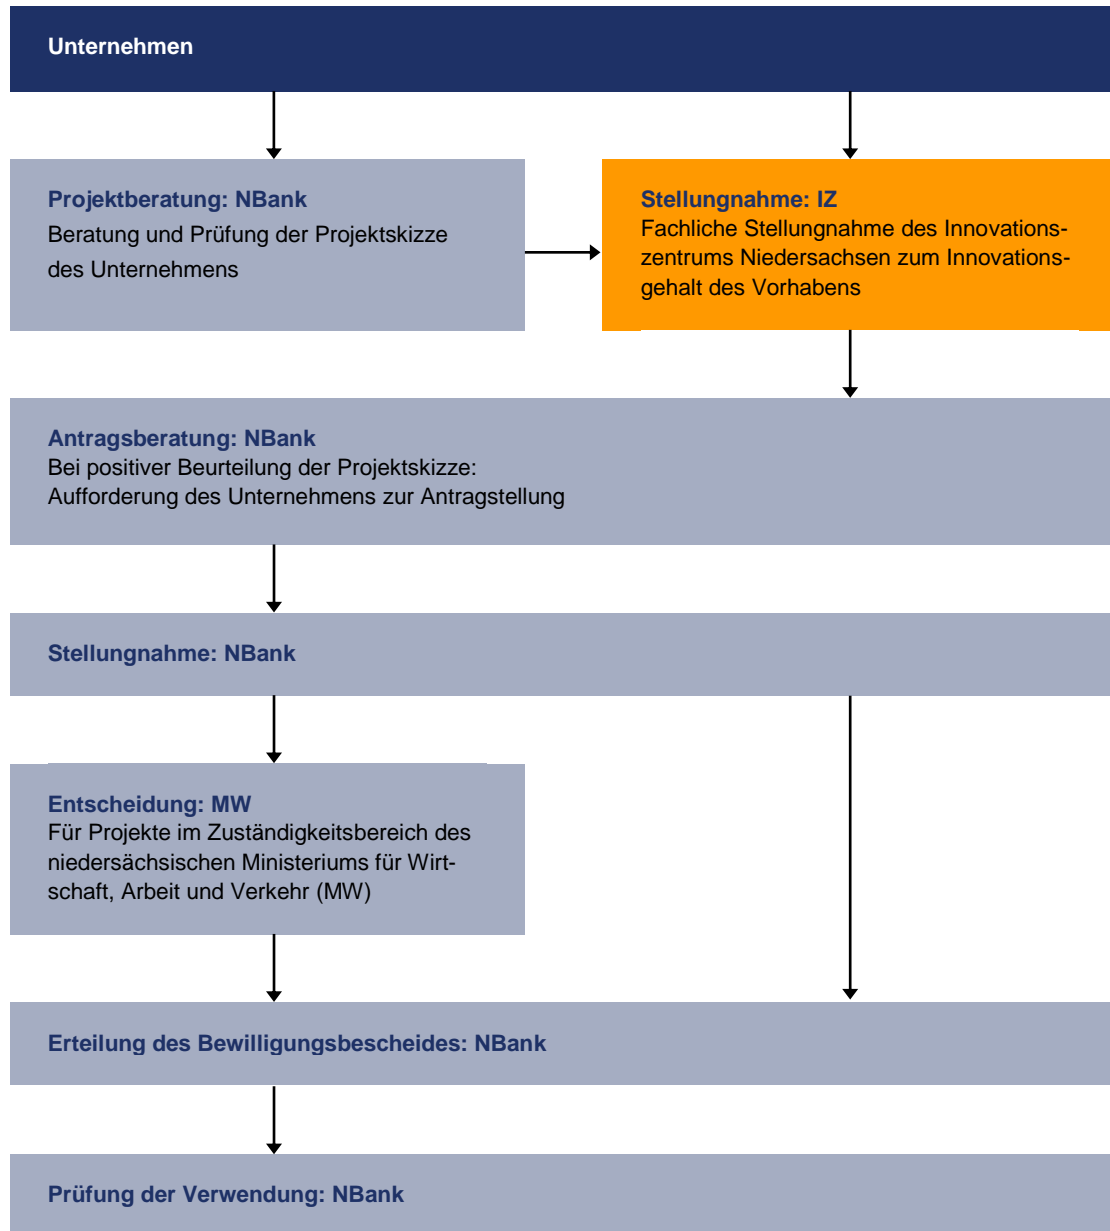 Unternehmen
Projektberatung: NBank
Beratung und Prüfung der Projektskizze
des Unternehmens
Stellungnahme: IZ
Fachliche Stellungnahme des Innovations-
zentrums Niedersachsen zum Innovations-
gehalt des Vorhabens
Antragsberatung: NBank
Bei positiver Beurteilung der Projektskizze:
Aufforderung des Unternehmens zur Antragstellung
Stellungnahme: NBank
Entscheidung: MW
Für Projekte im Zuständigkeitsbereich des
niedersächsischen Ministeriums für Wirt-
schaft, Arbeit und Verkehr (MW)
Erteilung des Bewilligungsbescheides: NBank
Prüfung der Verwendung: NBank